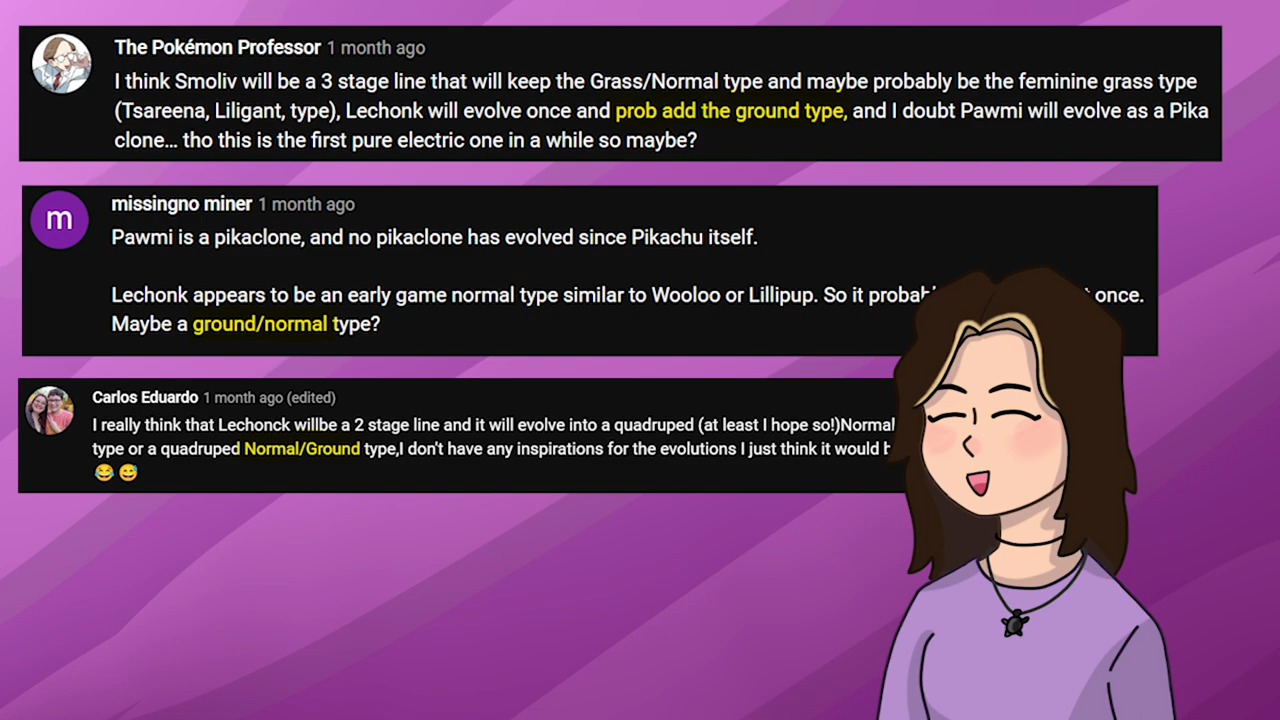 The Pokémon Professor 1 month ago
I think Smoliv will be a 3 stage line that will keep the Grass/Normal type and maybe probably be the feminine grass type
(Tsareena, Liligant, type), Lechonk will evolve once and prob add the ground type, and I doubt Pawmi will evolve as a Pika
clone... tho this is the first pure electric one in a while so maybe?
m
missingno miner 1 month ago
Pawmi is a pikaclone, and no pikaclone has evolved since Pikachu itself.
Lechonk appears to be an early game normal type similar to Wooloo or Lillipup. So it once.
Maybe a ground/normal type?
Carlos Eduardo 1 month ago (edited)
I really think that Lechonck willbe a 2 stage line and it will evolve into a quadruped (at least I hope so!)Normal
type or a quadruped Normal/Ground type,I don't have any inspirations for the evolutions I just think it would
😂 😅